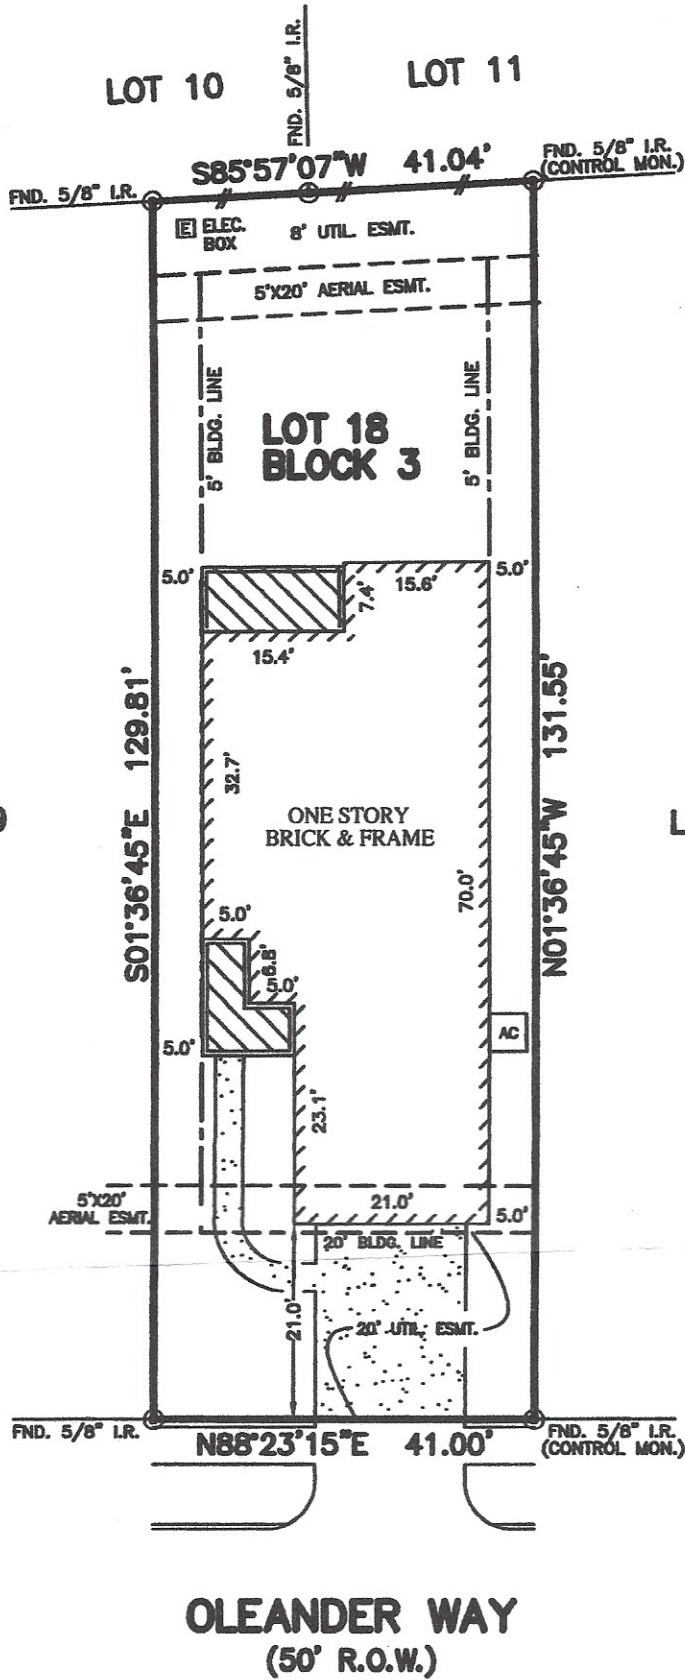 LOT 10
LOT 11
FND. 5/8" I.R.
S85°57'07"W 41.04'
FND. 5/8" I.R.
FND. 5/8" I.R.
(CONTROL MON.)
E ELEC.
BOX
8' UTIL. ESMT.
5'X20' AERIAL ESMT.
5' BLDG. LINE
LOT 18
BLOCK 3
5' BLDG. LINE
5.0'
15.6'
5.0'
7.4'
15.4'
S01°36'45"E 129.81'
N01°36'45"W 131.55'
32.7'
ONE STORY
BRICK & FRAME
70.0'
5.0'
6.8'
5.0'
5.0'
AC
23.1'
5'X20'
AERIAL ESMT.
21.0'
5.0'
20' BLDG. LINE
21.0'
20' UTIL. ESMT.
FND. 5/8" I.R.
N88°23'15"E 41.00'
FND. 5/8" I.R.
(CONTROL MON.)
OLEANDER WAY
(50' R.O.W.)